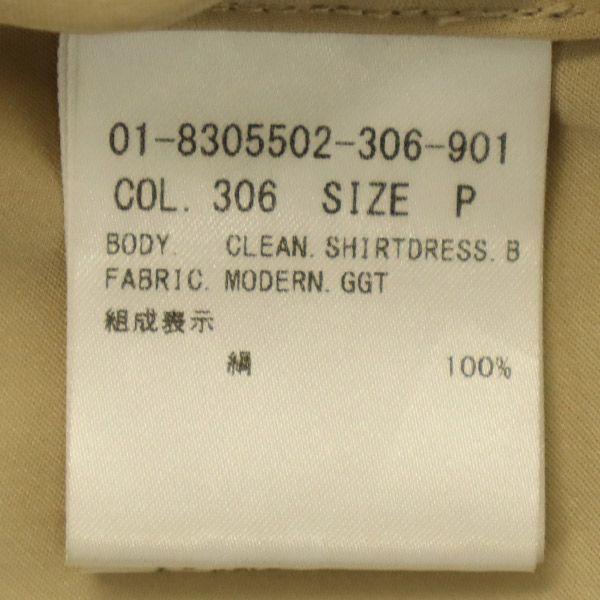 01-8305502-306-901
COL. 306 SIZE P
BODY. CLEAN. SHIRTDRESS. B
FABRIC. MODERN. GGT
組成表示
絹 100%